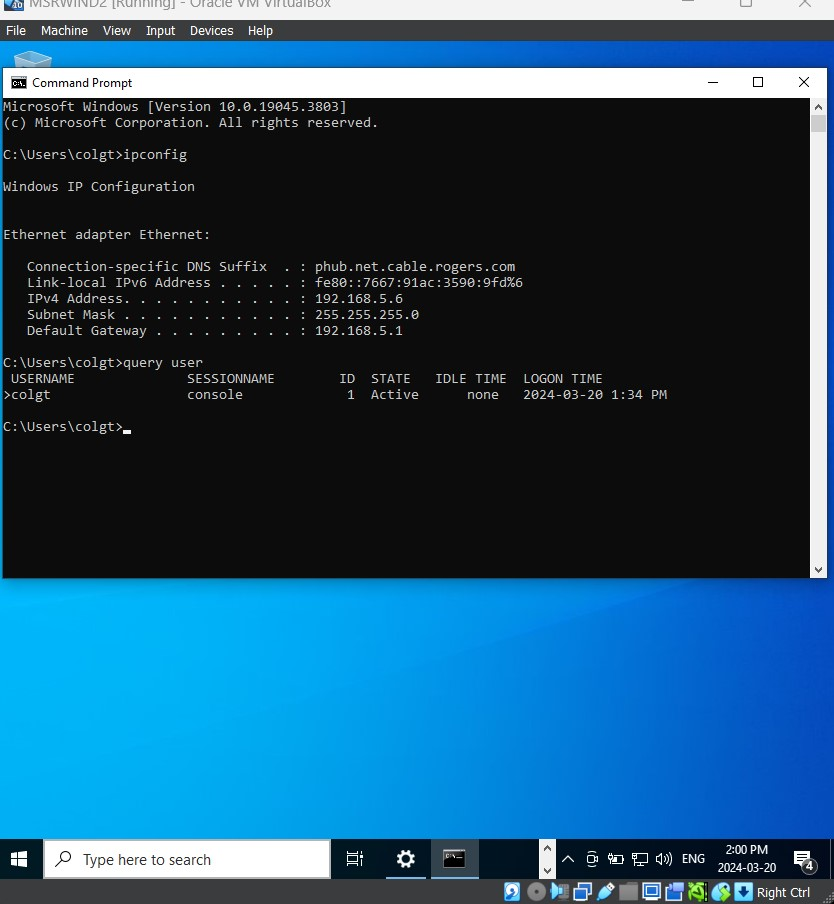 MSRWIND2 [Running] - Oracle VM VirtualBox
File Machine View Input Devices Help
Command Prompt
Microsoft Windows [Version 10.0.19045.3803]
(c) Microsoft Corporation. All rights reserved.
C:\Users\colgt>ipconfig
Windows IP Configuration
Ethernet adapter Ethernet:
Connection-specific DNS Suffix . : phub.net.cable.rogers.com
Link-local IPv6 Address . . . . . : fe80::7667:91ac:3590:9fd%6
IPv4 Address. . . . . . . . . . . : 192.168.5.6
Subnet Mask . . . . . . . . . . . : 255.255.255.0
Default Gateway . . . . . . . . . : 192.168.5.1
C:\Users\colgt>query user
USERNAME SESSIONNAME ID STATE IDLE TIME LOGON TIME
>colgt console 1 Active none 2024-03-20 1:34 PM
C:\Users\colgt>
Type here to search
ENG
2:00 PM
2024-03-20
4
Right Ctrl